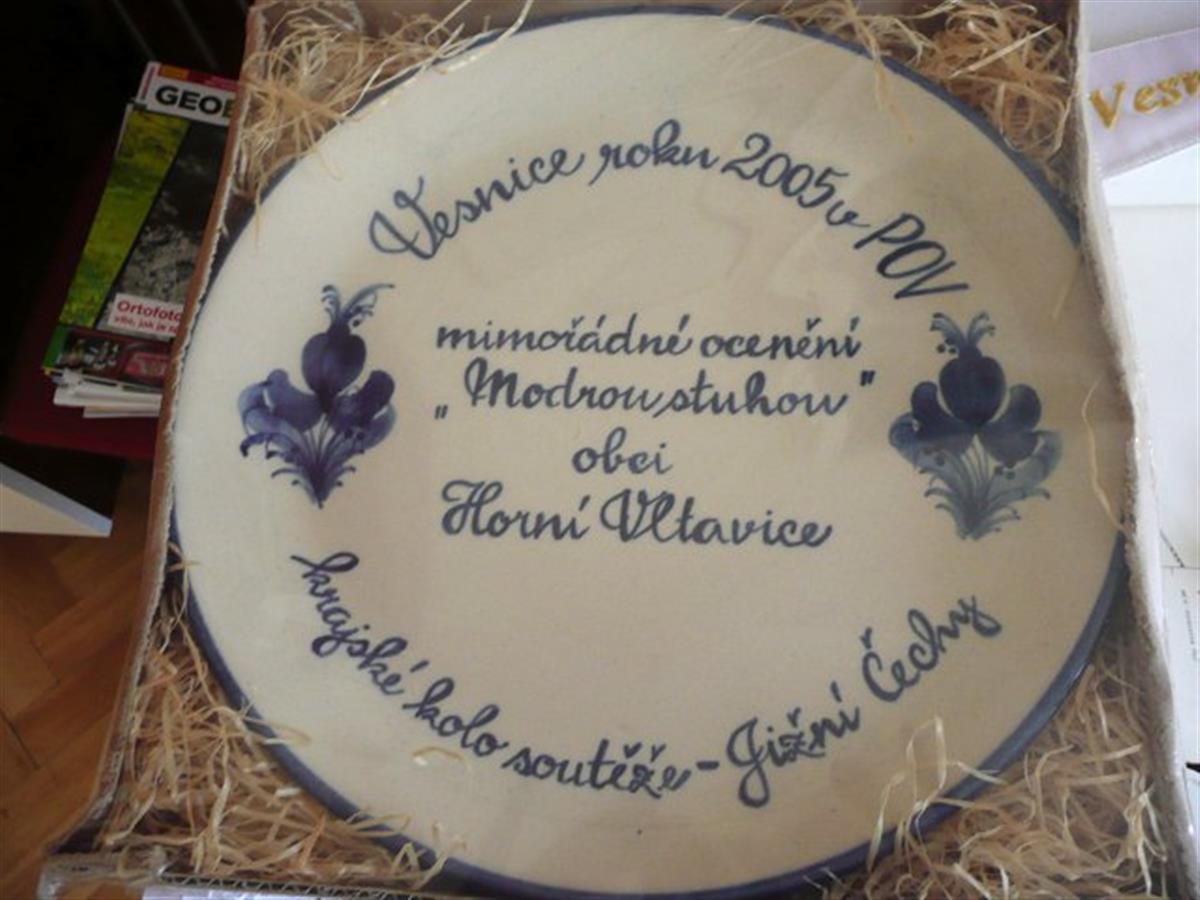 Vesnice roku 2005 v POV
mimořádné ocenění
„Modrou stuhou"
obci
Horní Vltavice
krajské kolo soutěže - Jižní Čechy
GEO
Ortofoto